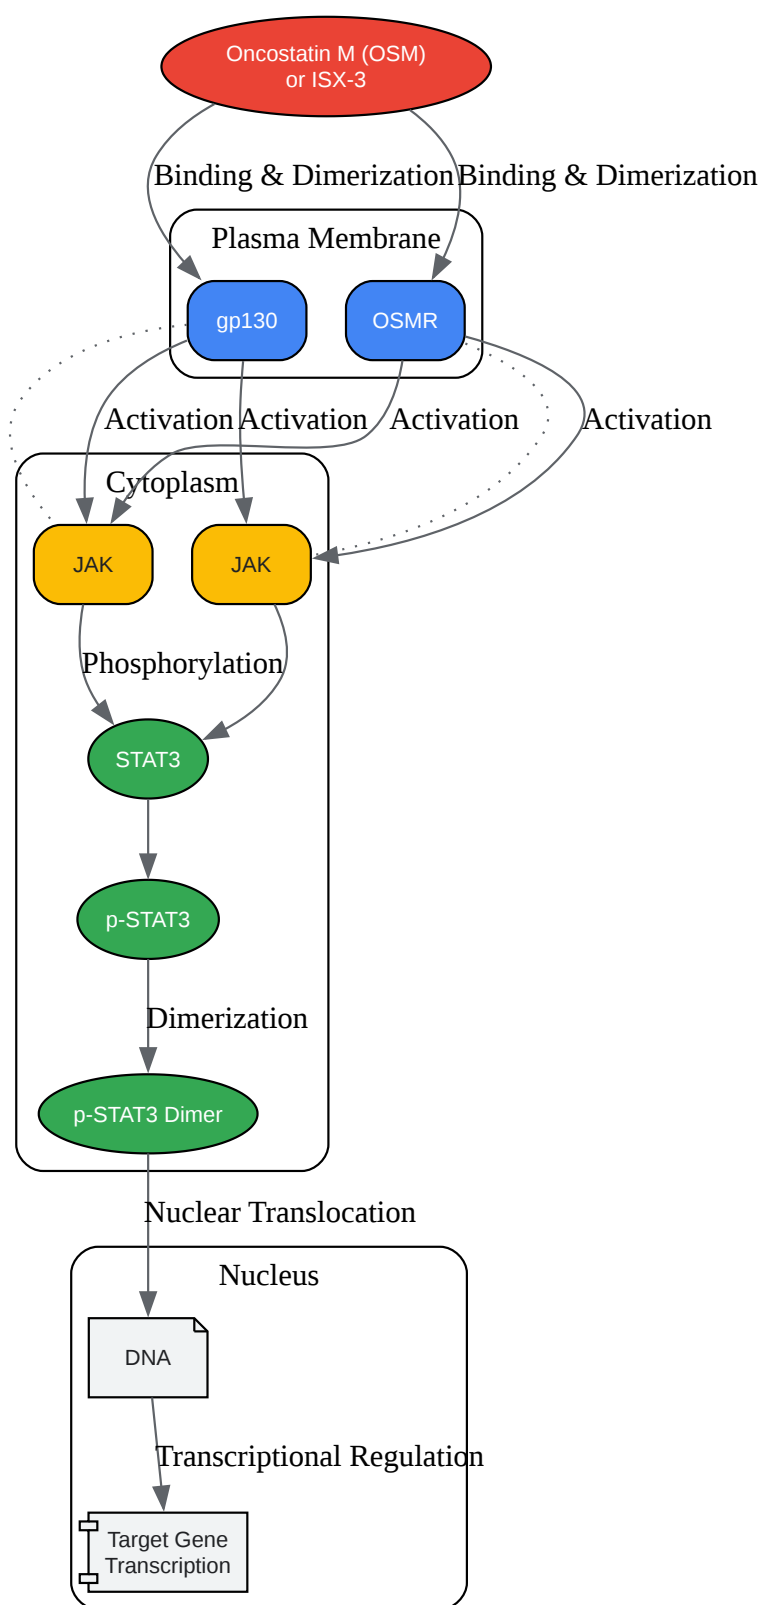 Oncostatin M (OSM)
or ISX-3
Binding & Dimerization
Binding & Dimerization
Plasma Membrane
gp130
OSMR
Activation
Activation
Activation
Activation
Cytoplasm
JAK
JAK
Phosphorylation
STAT3
p-STAT3
Dimerization
p-STAT3 Dimer
Nuclear Translocation
Nucleus
DNA
Transcriptional Regulation
Target Gene
Transcription